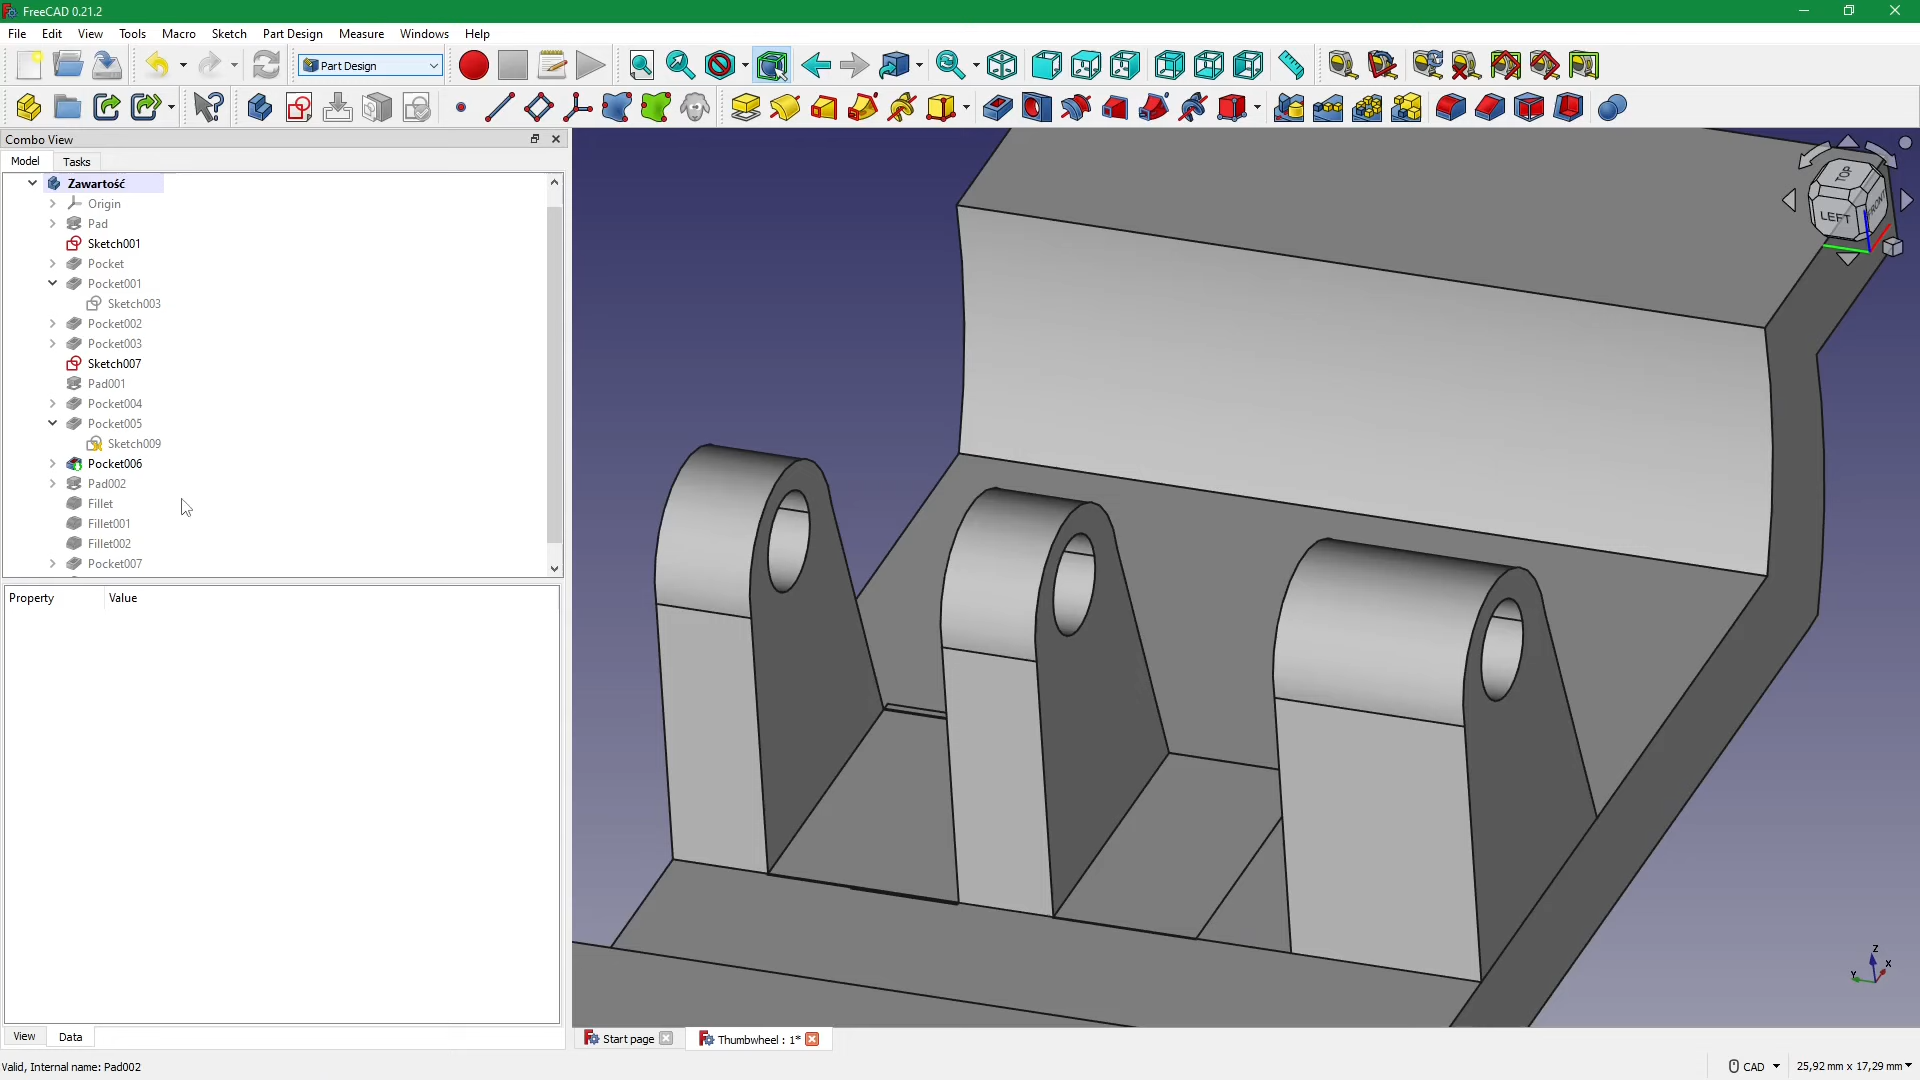 FreeCAD 0.21.2
File Edit View Tools Macro Sketch Part Design Measure Windows Help
Part Design
Combo View
Model Tasks
Zawartość
Origin
Pad
Sketch001
Pocket
Pocket001
Sketch003
Pocket002
Pocket003
Sketch007
Pad001
Pocket004
Pocket005
Sketch009
Pocket006
Pad002
Fillet
Fillet001
Fillet002
Pocket007
Property Value
View Data
TOP
LEFT
FRONT
Z
X
Y
Start page
Thumbwheel : 1*
Valid, Internal name: Pad002
CAD
25,92 mm x 17,29 mm